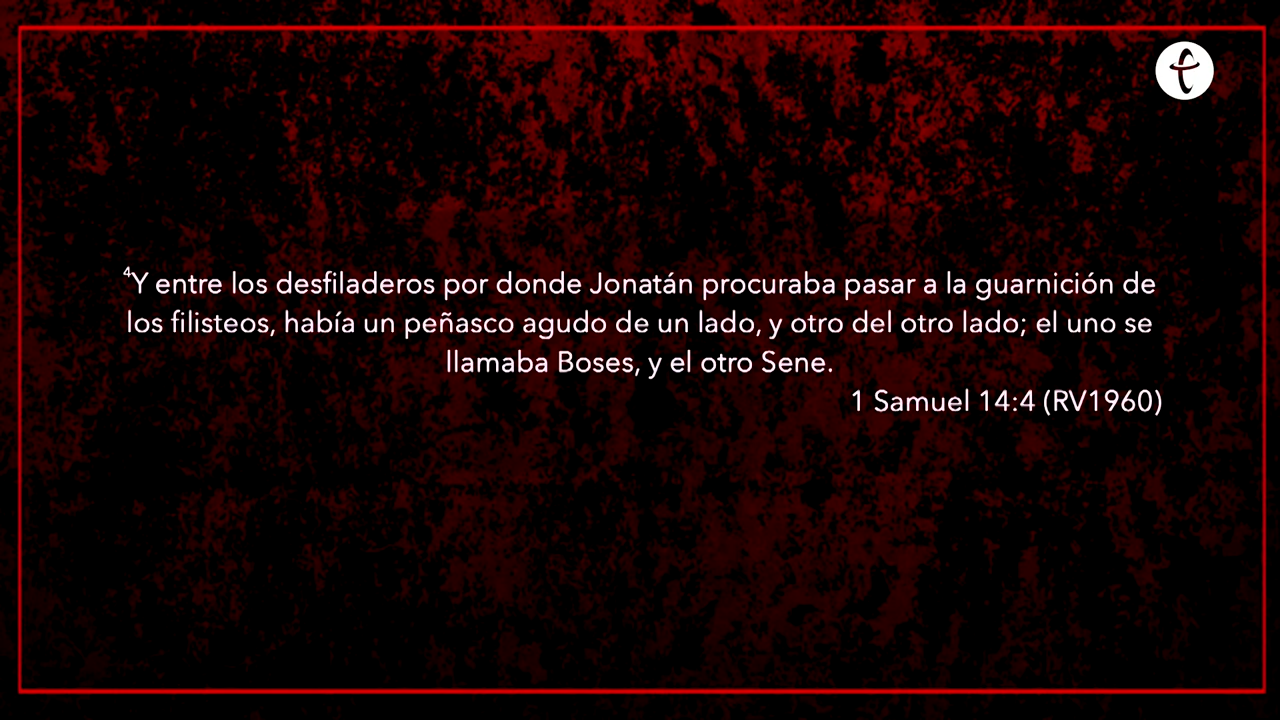 ⁴Y entre los desfiladeros por donde Jonatán procuraba pasar a la guarnición de
los filisteos, había un peñasco agudo de un lado, y otro del otro lado; el uno se
llamaba Boses, y el otro Sene.
1 Samuel 14:4 (RV1960)